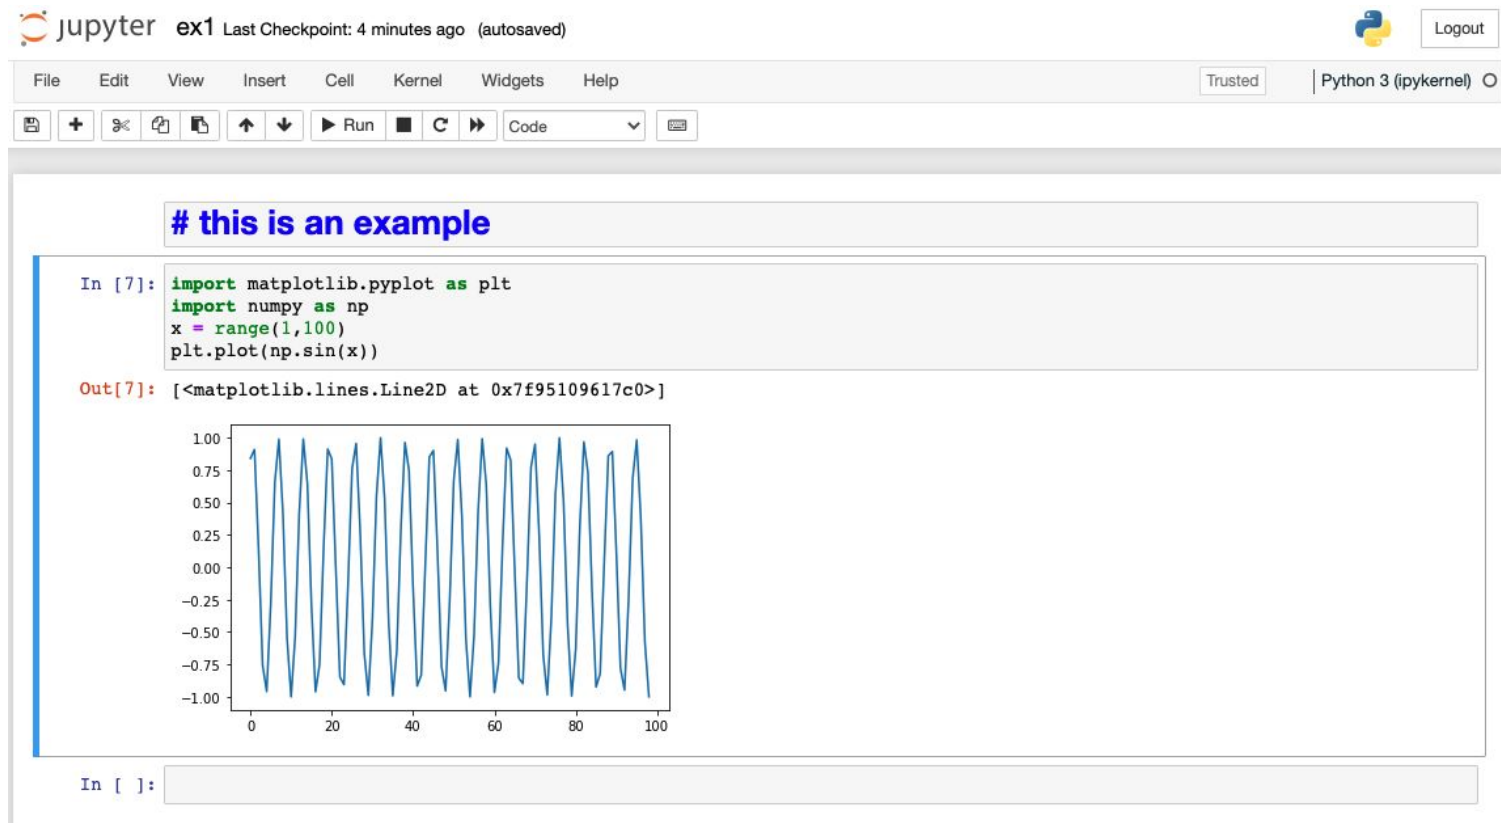 jupyter ex1 Last Checkpoint: 4 minutes ago (autosaved) Logout
File Edit View Insert Cell Kernel Widgets Help Trusted Python 3 (ipykernel)
Run Code
# this is an example
In [7]: import matplotlib.pyplot as plt
import numpy as np
x = range(1,100)
plt.plot(np.sin(x))
Out[7]: [<matplotlib.lines.Line2D at 0x7f95109617c0>]
1.00
0.75
0.50
0.25
0.00
−0.25
−0.50
−0.75
−1.00
0 20 40 60 80 100
In [ ]: